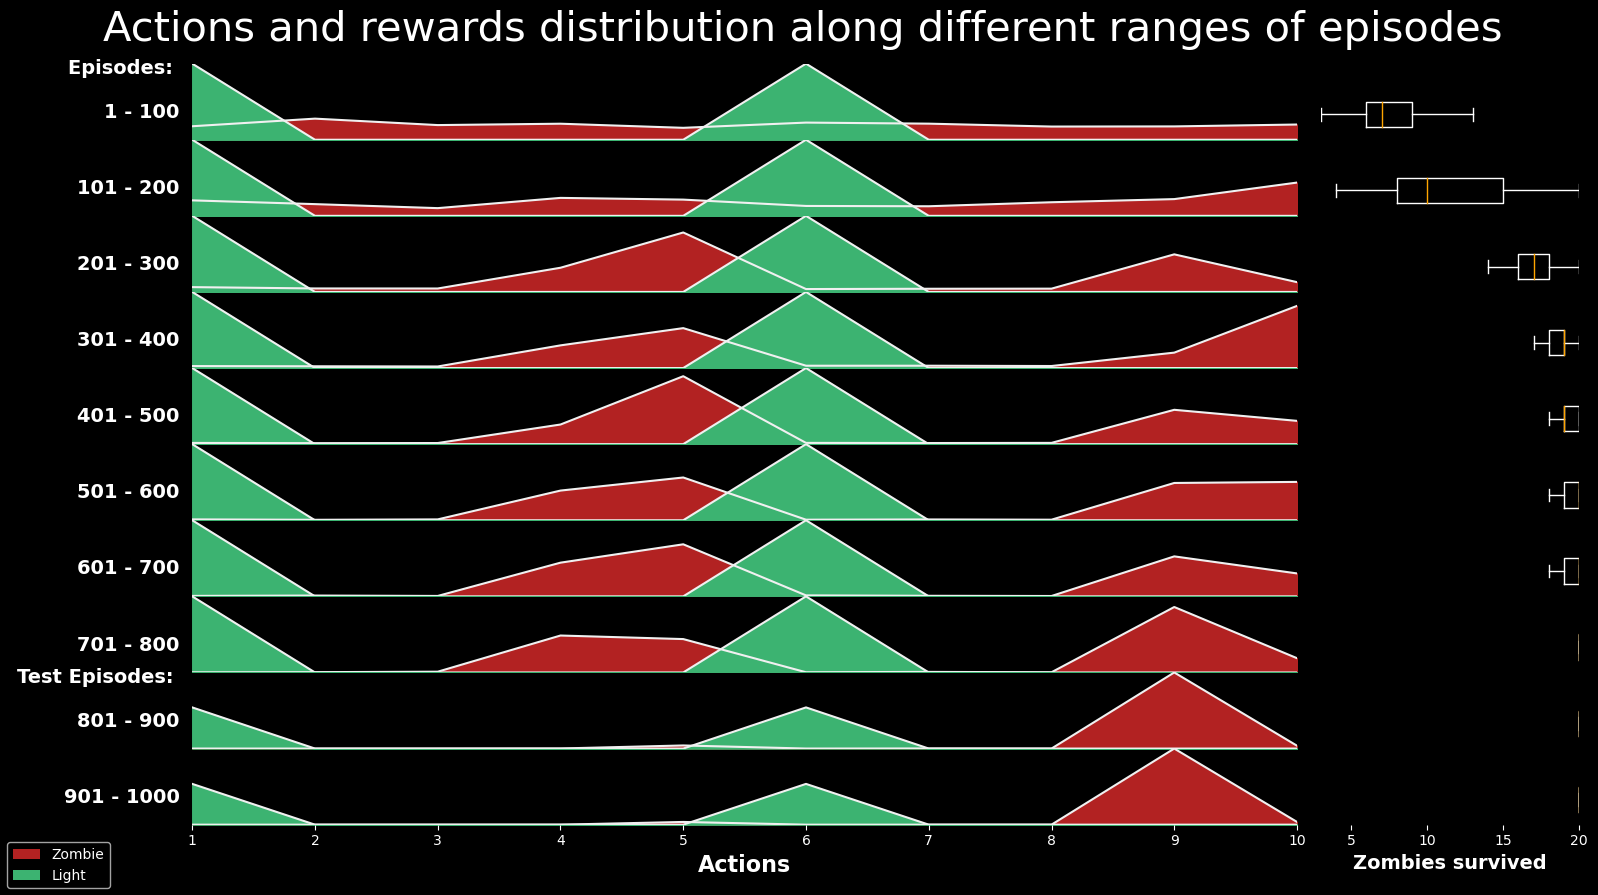 Actions and rewards distribution along different ranges of episodes
Episodes:
1 - 100
101 - 200
201 - 300
301 - 400
401 - 500
501 - 600
601 - 700
701 - 800
Test Episodes:
801 - 900
901 - 1000
1 2 3 4 5 6 7 8 9 10
5 10 15 20
Actions
Zombies survived
Zombie
Light